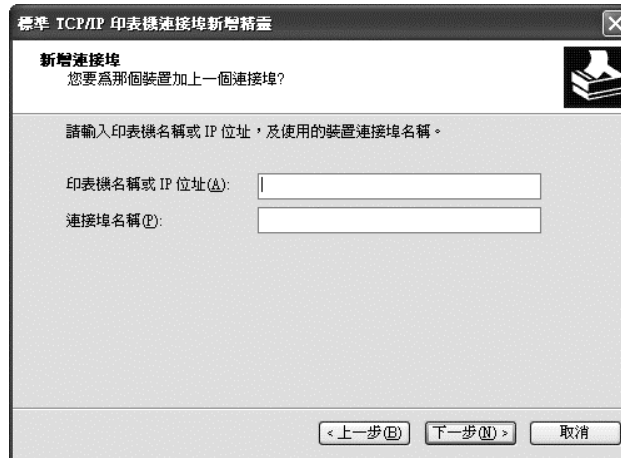 標準 TCP/IP 印表機連接埠新增精靈
新增連接埠
您要為那個裝置加上一個連接埠?
請輸入印表機名稱或 IP 位址，及使用的裝置連接埠名稱。
印表機名稱或 IP 位址(A):
連接埠名稱(P):
<上一步(B)
下一步(N)>
取消